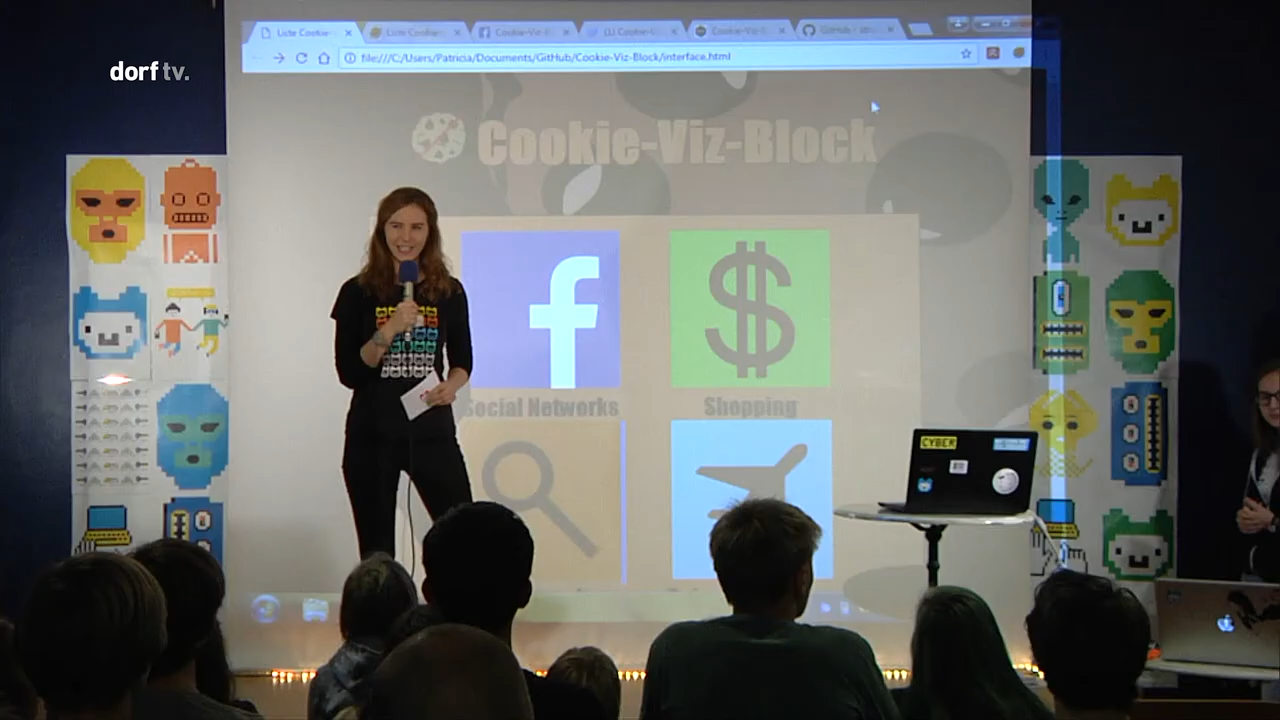 dorf tv.
Liste Cookie-
Liste Cookie-
Cookie-Viz-B
Cookie-Viz-B
GitHub -
file:///C:/Users/Patricia/Documents/GitHub/Cookie-Viz-Block/interface.html
Cookie-Viz-Block
Social Networks
Shopping
CYBER